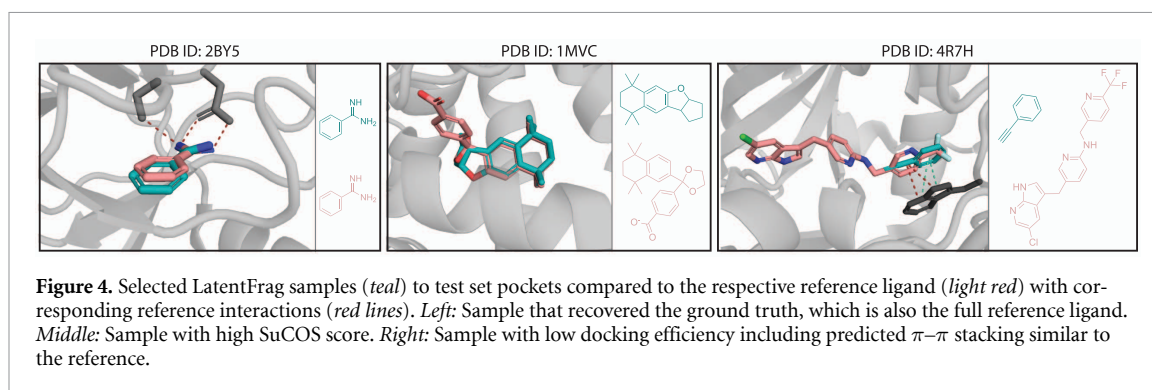 PDB ID: 2BY5
PDB ID: 1MVC
PDB ID: 4R7H
NH
NH₂
NH
NH₂
O
O
O
O⁻
O
F
F
F
N
NH
N
HN
N
Cl
Figure 4. Selected LatentFrag samples (teal) to test set pockets compared to the respective reference ligand (light red) with cor-
responding reference interactions (red lines). Left: Sample that recovered the ground truth, which is also the full reference ligand.
Middle: Sample with high SuCOS score. Right: Sample with low docking efficiency including predicted π–π stacking similar to
the reference.